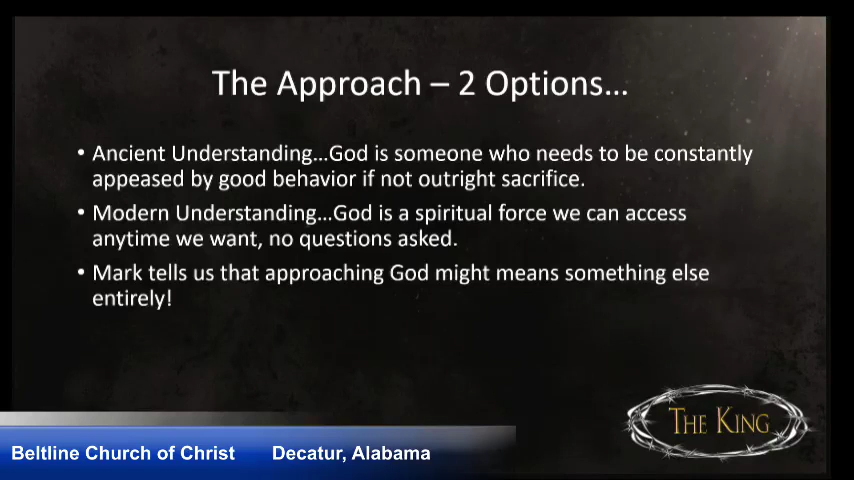 The Approach – 2 Options...
• Ancient Understanding...God is someone who needs to be constantly
appeased by good behavior if not outright sacrifice.
• Modern Understanding...God is a spiritual force we can access
anytime we want, no questions asked.
• Mark tells us that approaching God might means something else
entirely!
THE KING
Beltline Church of Christ Decatur, Alabama